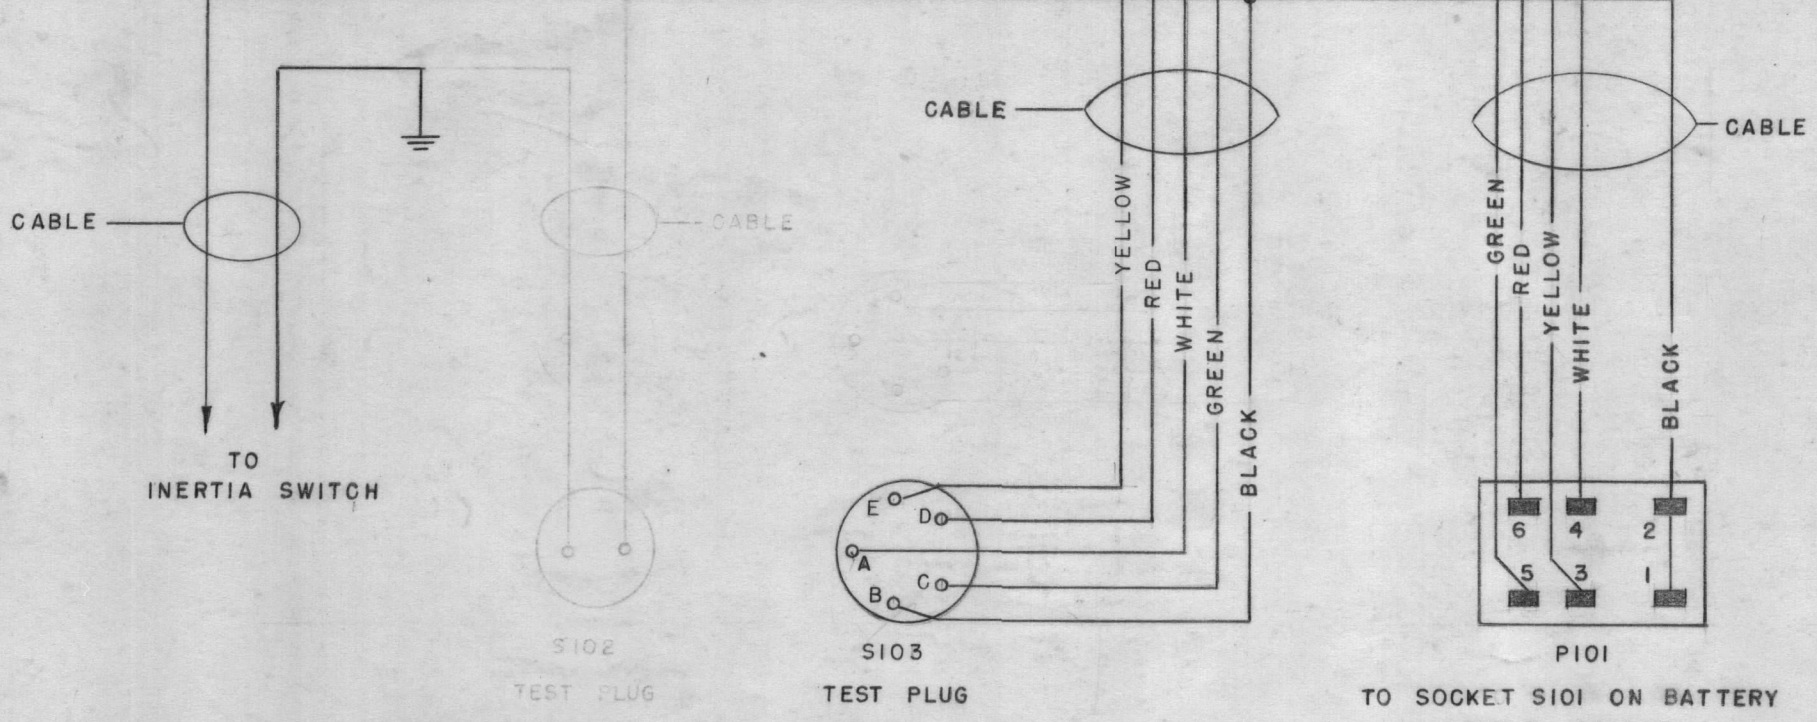 CABLE
TO
INERTIA SWITCH
CABLE
S102
TEST PLUG
CABLE
YELLOW
RED
WHITE
GREEN
BLACK
E
D
A
C
B
S103
TEST PLUG
CABLE
GREEN
RED
YELLOW
WHITE
BLACK
6 4 2
5 3 1
P101
TO SOCKET S101 ON BATTERY